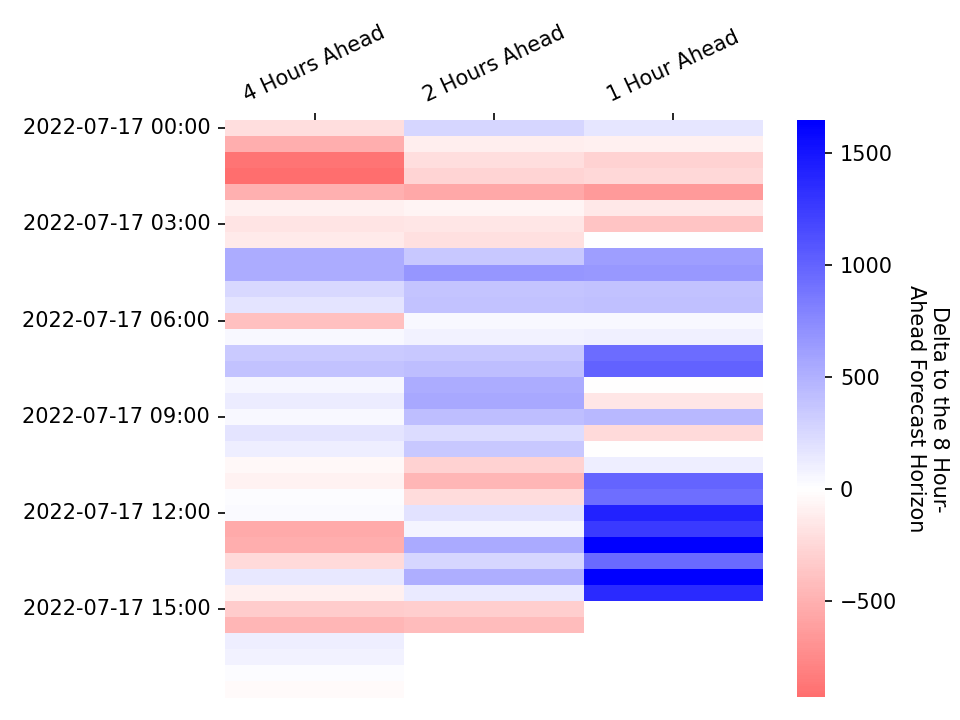 4 Hours Ahead
2 Hours Ahead
1 Hour Ahead
2022-07-17 00:00
2022-07-17 03:00
2022-07-17 06:00
2022-07-17 09:00
2022-07-17 12:00
2022-07-17 15:00
1500
1000
500
0
−500
Delta to the 8 Hour-
Ahead Forecast Horizon